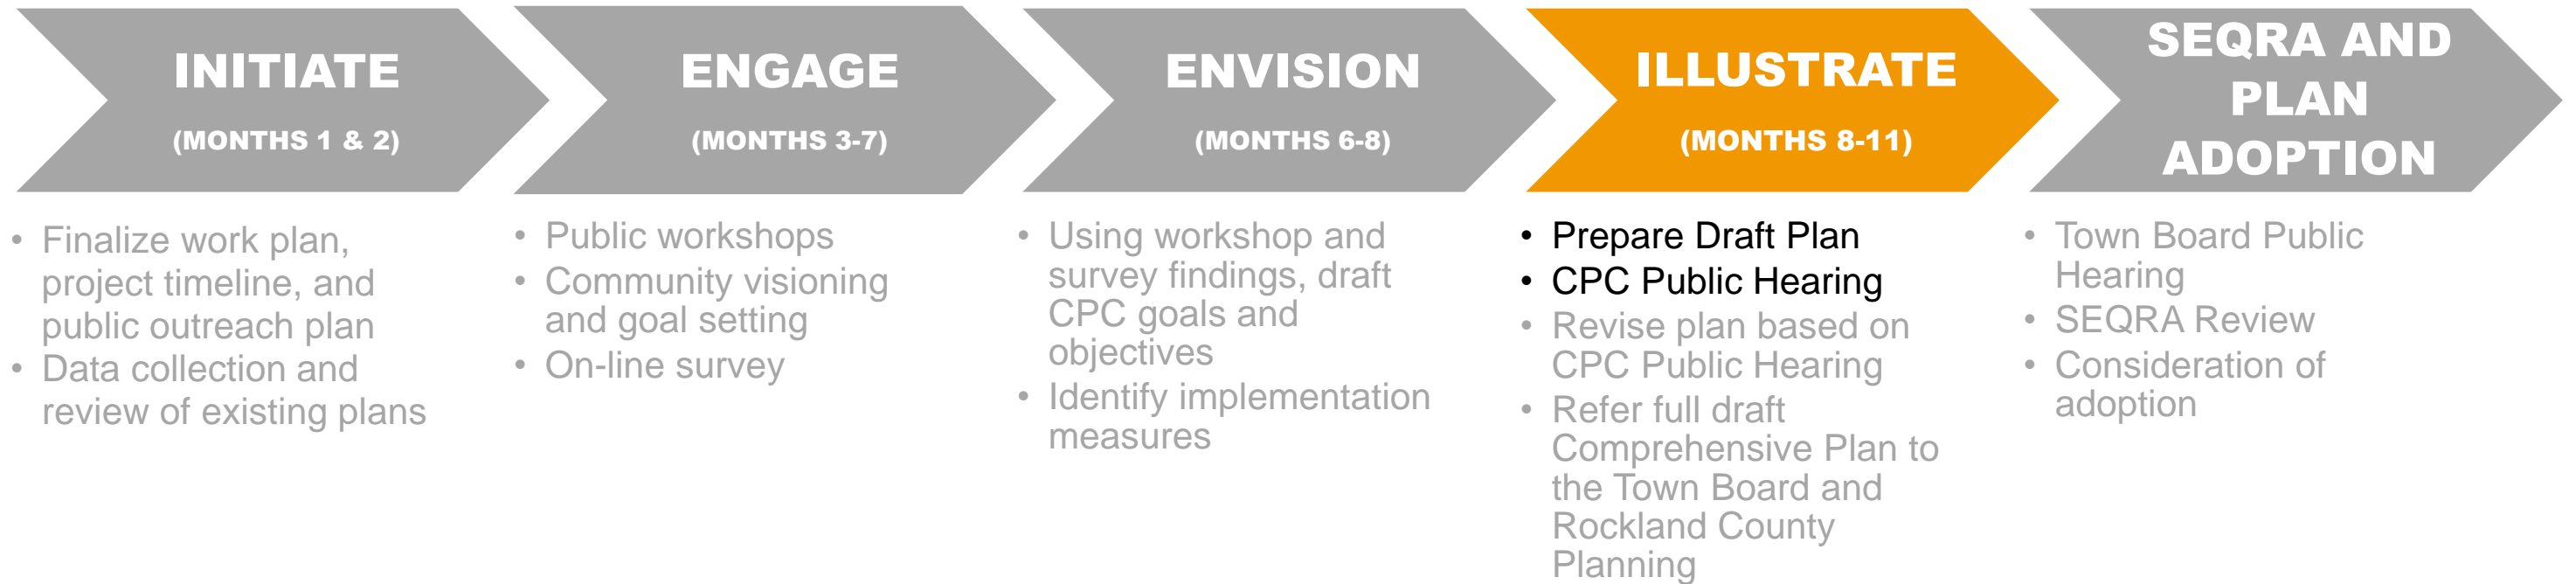 INITIATE
(MONTHS 1 & 2)
• Finalize work plan,
project timeline, and
public outreach plan
• Data collection and
review of existing plans
ENGAGE
(MONTHS 3-7)
• Public workshops
• Community visioning
and goal setting
• On-line survey
ENVISION
(MONTHS 6-8)
• Using workshop and
survey findings, draft
CPC goals and
objectives
• Identify implementation
measures
ILLUSTRATE
(MONTHS 8-11)
• Prepare Draft Plan
• CPC Public Hearing
• Revise plan based on
CPC Public Hearing
• Refer full draft
Comprehensive Plan to
the Town Board and
Rockland County
Planning
SEQRA AND
PLAN
ADOPTION
• Town Board Public
Hearing
• SEQRA Review
• Consideration of
adoption